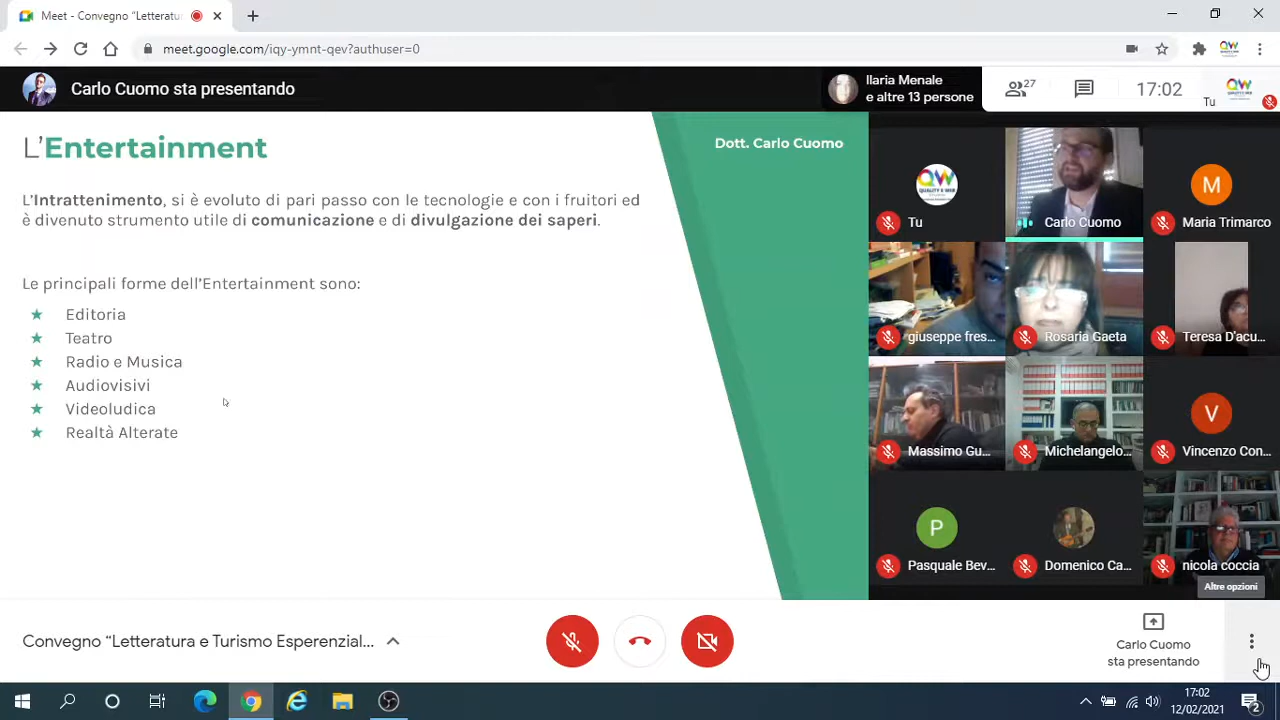 Meet - Convegno "Letteratu
meet.google.com/iqy-ymnt-qev?authuser=0
Carlo Cuomo sta presentando
Ilaria Menale
e altre 13 persone
27
17:02
Tu
L'Entertainment
Dott. Carlo Cuomo
L'Intrattenimento, si è evoluto di pari passo con le tecnologie e con i fruitori ed
è divenuto strumento utile di comunicazione e di divulgazione dei saperi.
Le principali forme dell'Entertainment sono:
★ Editoria
★ Teatro
★ Radio e Musica
★ Audiovisivi
★ Videoludica
★ Realtà Alterate
QW
Tu
Carlo Cuomo
M
Maria Trimarco
giuseppe fres...
Rosaria Gaeta
Teresa D'acu...
Massimo Gu...
Michelangelo...
V
Vincenzo Con...
P
Pasquale Bev...
Domenico Ca...
nicola coccia
Altre opzioni
Convegno "Letteratura e Turismo Esperenzial...
Carlo Cuomo
sta presentando
17:02
12/02/2021
2